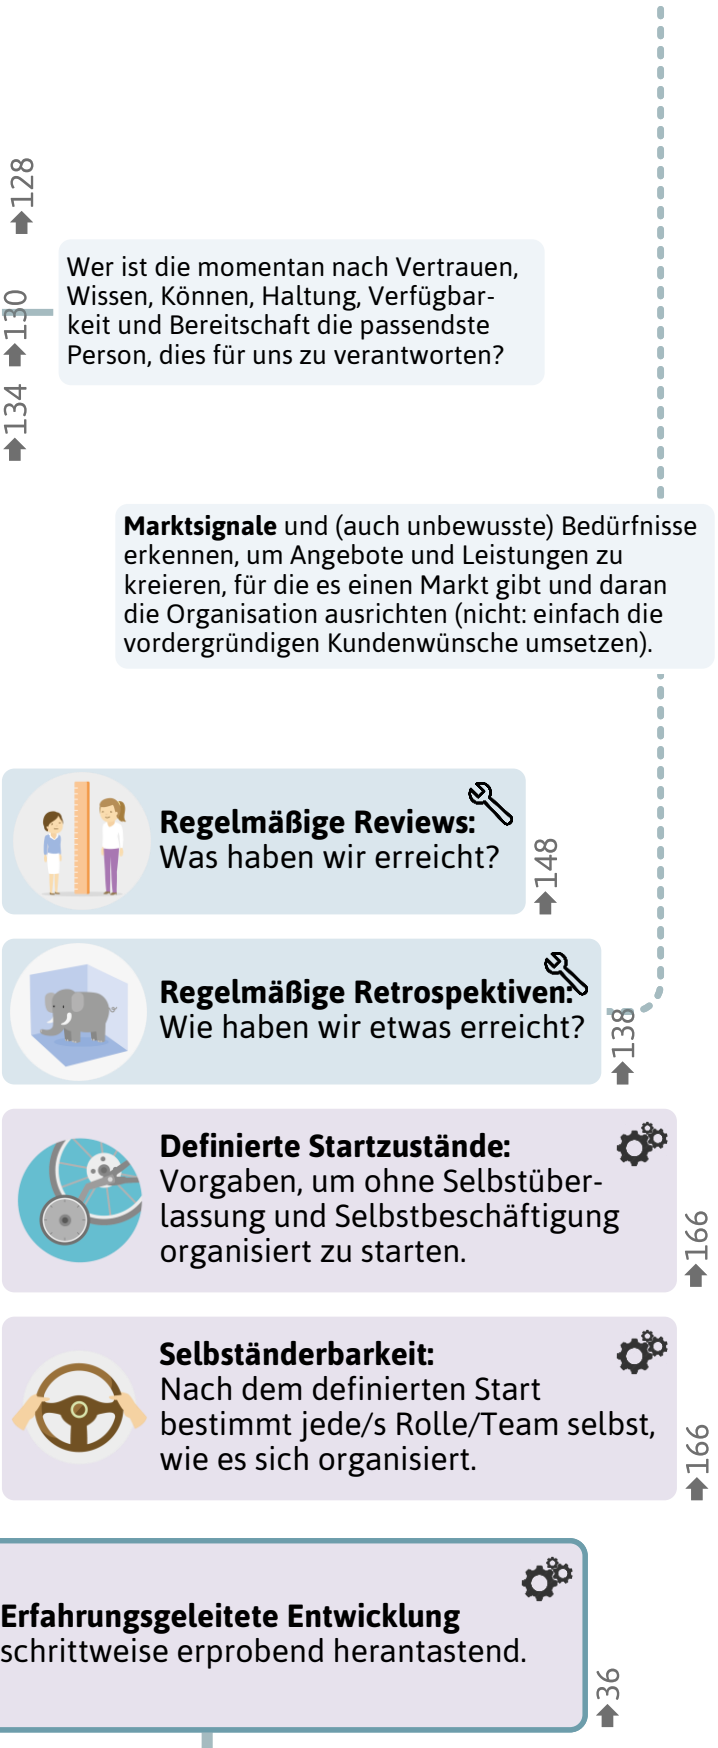 🠭128
Wer ist die momentan nach Vertrauen,
Wissen, Können, Haltung, Verfügbar-
keit und Bereitschaft die passendste
Person, dies für uns zu verantworten?
🠭130
🠭134
Marktsignale und (auch unbewusste) Bedürfnisse
erkennen, um Angebote und Leistungen zu
kreieren, für die es einen Markt gibt und daran
die Organisation ausrichten (nicht: einfach die
vordergründigen Kundenwünsche umsetzen).
Regelmäßige Reviews:
Was haben wir erreicht?
🠭148
Regelmäßige Retrospektiven:
Wie haben wir etwas erreicht?
🠭138
Definierte Startzustände:
Vorgaben, um ohne Selbstüber-
lassung und Selbstbeschäftigung
organisiert zu starten.
🠭166
Selbständerbarkeit:
Nach dem definierten Start
bestimmt jede/s Rolle/Team selbst,
wie es sich organisiert.
🠭166
Erfahrungsgeleitete Entwicklung
schrittweise erprobend herantastend.
🠭36